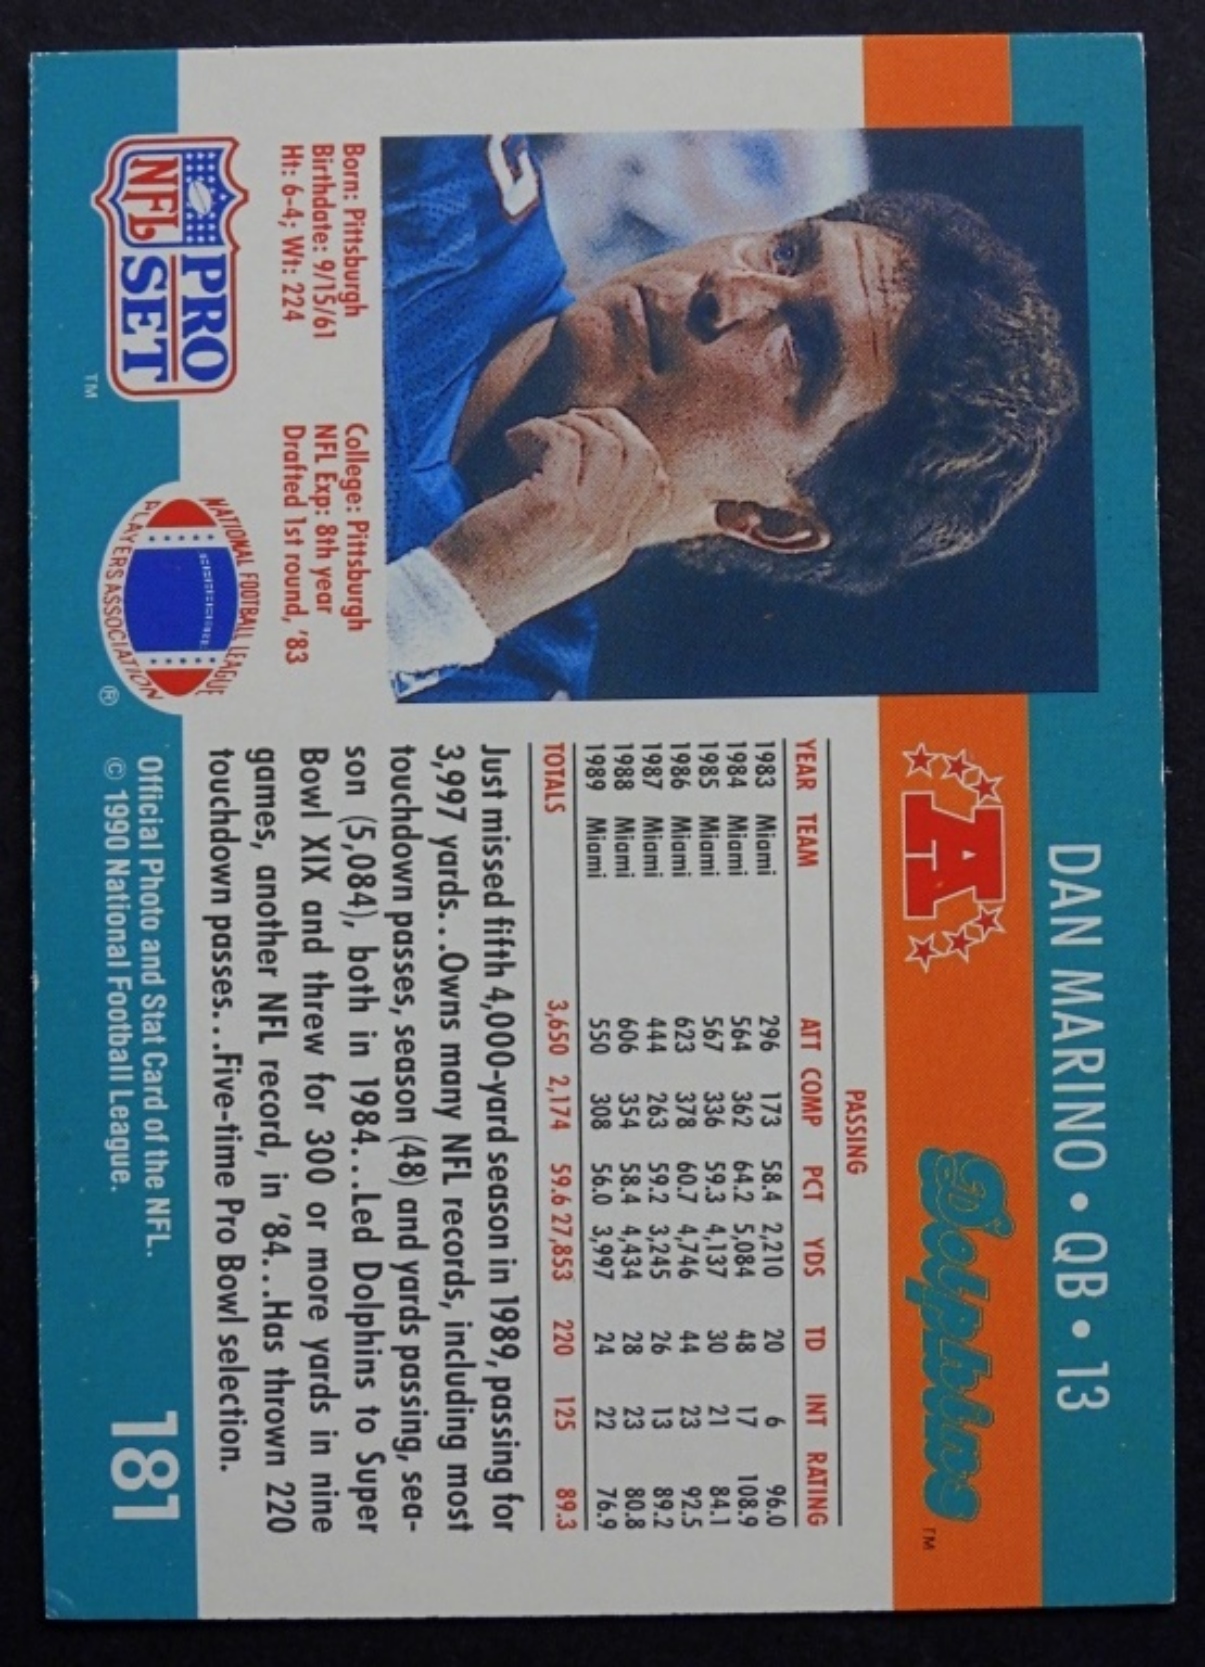 DAN MARINO • QB • 13
A Dolphins ™
PASSING
YEAR TEAM ATT COMP PCT YDS TD INT RATING
1983 Miami 296 173 58.4 2,210 20 6 96.0
1984 Miami 564 362 64.2 5,084 48 17 108.9
1985 Miami 567 336 59.3 4,137 30 21 84.1
1986 Miami 623 378 60.7 4,746 44 23 92.5
1987 Miami 444 263 59.2 3,245 26 13 89.2
1988 Miami 606 354 58.4 4,434 28 23 80.8
1989 Miami 550 308 56.0 3,997 24 22 76.9
TOTALS 3,650 2,174 59.6 27,853 220 125 89.3
Just missed fifth 4,000-yard season in 1989, passing for
3,997 yards. . .Owns many NFL records, including most
touchdown passes, season (48) and yards passing, sea-
son (5,084), both in 1984. . .Led Dolphins to Super
Bowl XIX and threw for 300 or more yards in nine
games, another NFL record, in '84. . .Has thrown 220
touchdown passes. . .Five-time Pro Bowl selection.
Born: Pittsburgh
Birthdate: 9/15/61
Ht: 6-4; Wt: 224
College: Pittsburgh
NFL Exp: 8th year
Drafted 1st round, '83
PRO
NFL SET
™
NATIONAL FOOTBALL LEAGUE
PLAYERS ASSOCIATION
®
Official Photo and Stat Card of the NFL.
© 1990 National Football League.
181